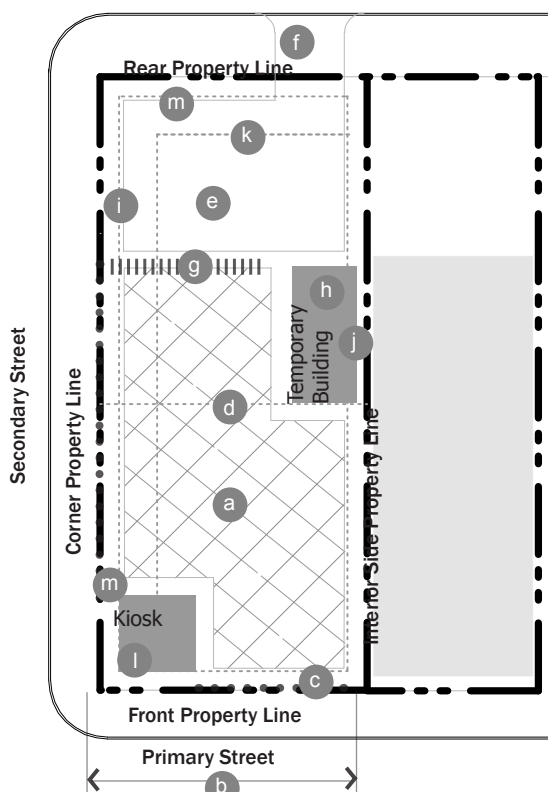 f
Rear Property Line
m
k
i
e
g
h
Temporary
Building
j
Secondary Street
Corner Property Line
d
Interior Side Property Line
a
m
Kiosk
l
c
Front Property Line
Primary Street
b